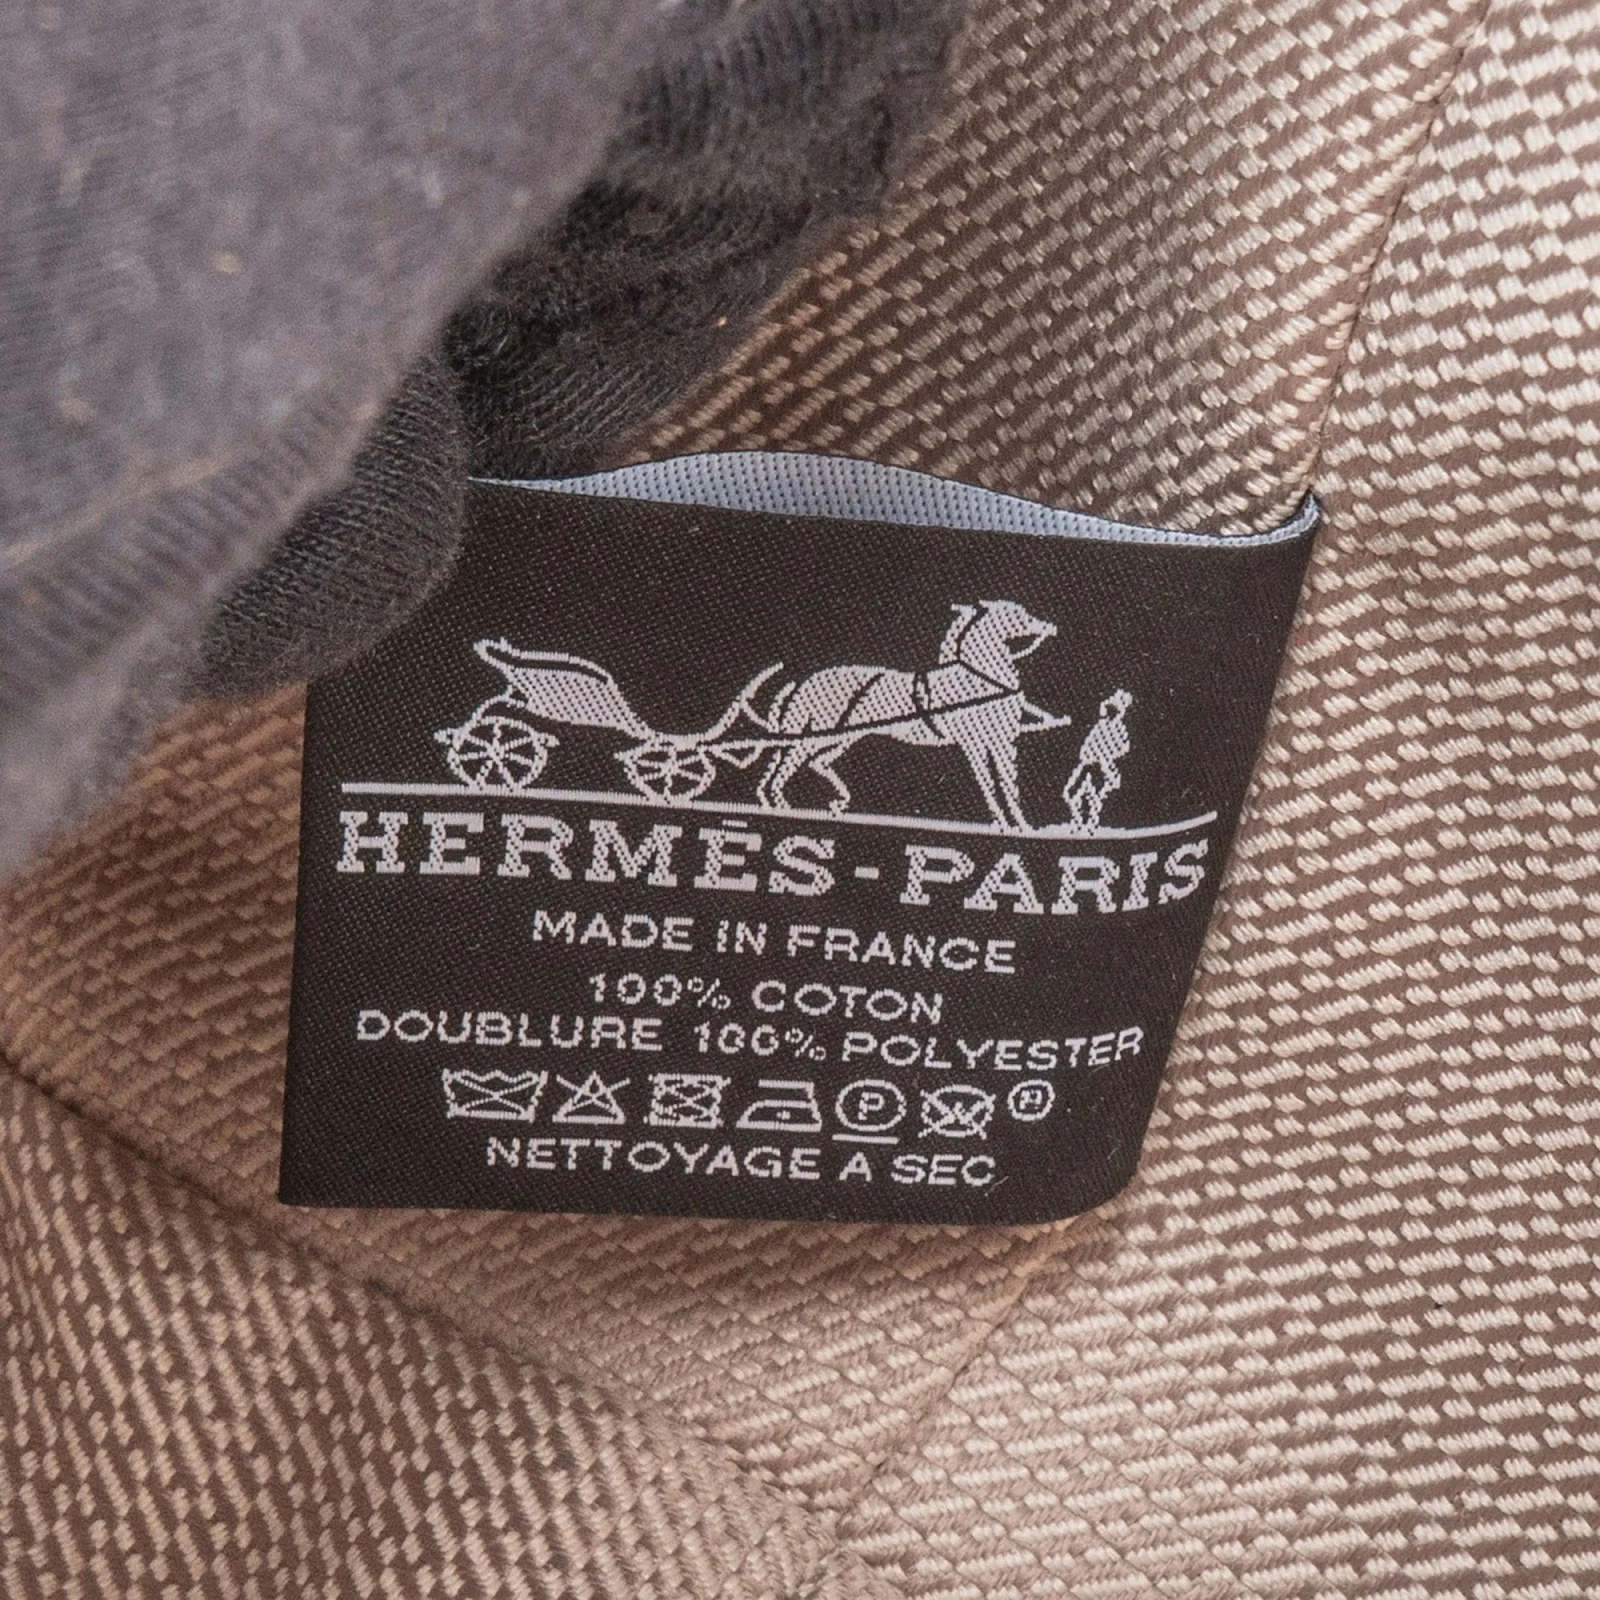 HERMÈS-PARIS
MADE IN FRANCE
100% COTON
DOUBLURE 100% POLYESTER
P
NETTOYAGE A SEC